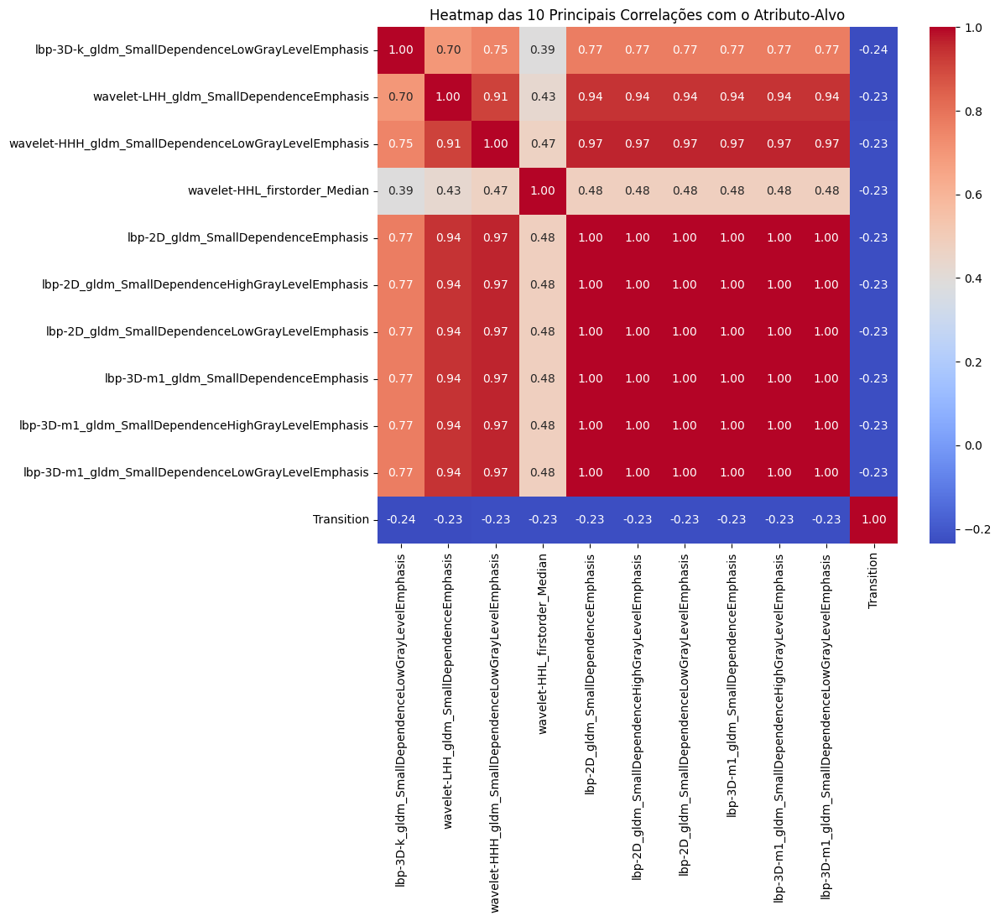 Heatmap das 10 Principais Correlações com o Atributo-Alvo
lbp-3D-k_gldm_SmallDependenceLowGrayLevelEmphasis 1.00 0.70 0.75 0.39 0.77 0.77 0.77 0.77 0.77 0.77 -0.24
wavelet-LHH_gldm_SmallDependenceEmphasis 0.70 1.00 0.91 0.43 0.94 0.94 0.94 0.94 0.94 0.94 -0.23
wavelet-HHH_gldm_SmallDependenceLowGrayLevelEmphasis 0.75 0.91 1.00 0.47 0.97 0.97 0.97 0.97 0.97 0.97 -0.23
wavelet-HHL_firstorder_Median 0.39 0.43 0.47 1.00 0.48 0.48 0.48 0.48 0.48 0.48 -0.23
lbp-2D_gldm_SmallDependenceEmphasis 0.77 0.94 0.97 0.48 1.00 1.00 1.00 1.00 1.00 1.00 -0.23
lbp-2D_gldm_SmallDependenceHighGrayLevelEmphasis 0.77 0.94 0.97 0.48 1.00 1.00 1.00 1.00 1.00 1.00 -0.23
lbp-2D_gldm_SmallDependenceLowGrayLevelEmphasis 0.77 0.94 0.97 0.48 1.00 1.00 1.00 1.00 1.00 1.00 -0.23
lbp-3D-m1_gldm_SmallDependenceEmphasis 0.77 0.94 0.97 0.48 1.00 1.00 1.00 1.00 1.00 1.00 -0.23
lbp-3D-m1_gldm_SmallDependenceHighGrayLevelEmphasis 0.77 0.94 0.97 0.48 1.00 1.00 1.00 1.00 1.00 1.00 -0.23
lbp-3D-m1_gldm_SmallDependenceLowGrayLevelEmphasis 0.77 0.94 0.97 0.48 1.00 1.00 1.00 1.00 1.00 1.00 -0.23
Transition -0.24 -0.23 -0.23 -0.23 -0.23 -0.23 -0.23 -0.23 -0.23 -0.23 1.00
lbp-3D-k_gldm_SmallDependenceLowGrayLevelEmphasis
wavelet-LHH_gldm_SmallDependenceEmphasis
wavelet-HHH_gldm_SmallDependenceLowGrayLevelEmphasis
wavelet-HHL_firstorder_Median
lbp-2D_gldm_SmallDependenceEmphasis
lbp-2D_gldm_SmallDependenceHighGrayLevelEmphasis
lbp-2D_gldm_SmallDependenceLowGrayLevelEmphasis
lbp-3D-m1_gldm_SmallDependenceEmphasis
lbp-3D-m1_gldm_SmallDependenceHighGrayLevelEmphasis
lbp-3D-m1_gldm_SmallDependenceLowGrayLevelEmphasis
Transition
1.0
0.8
0.6
0.4
0.2
0.0
−0.2